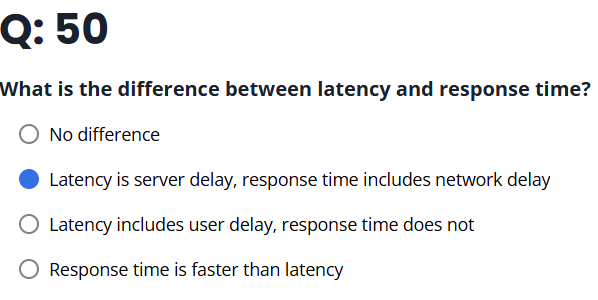 Q: 50
What is the difference between latency and response time?
No difference
Latency is server delay, response time includes network delay
Latency includes user delay, response time does not
Response time is faster than latency